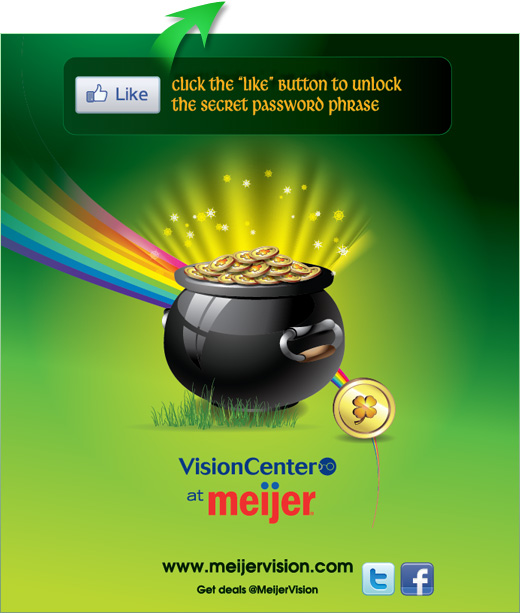 Like
click the "like" button to unlock
the secret password phrase
VisionCenter
at meijer
www.meijervision.com
Get deals @MeijerVision
t f